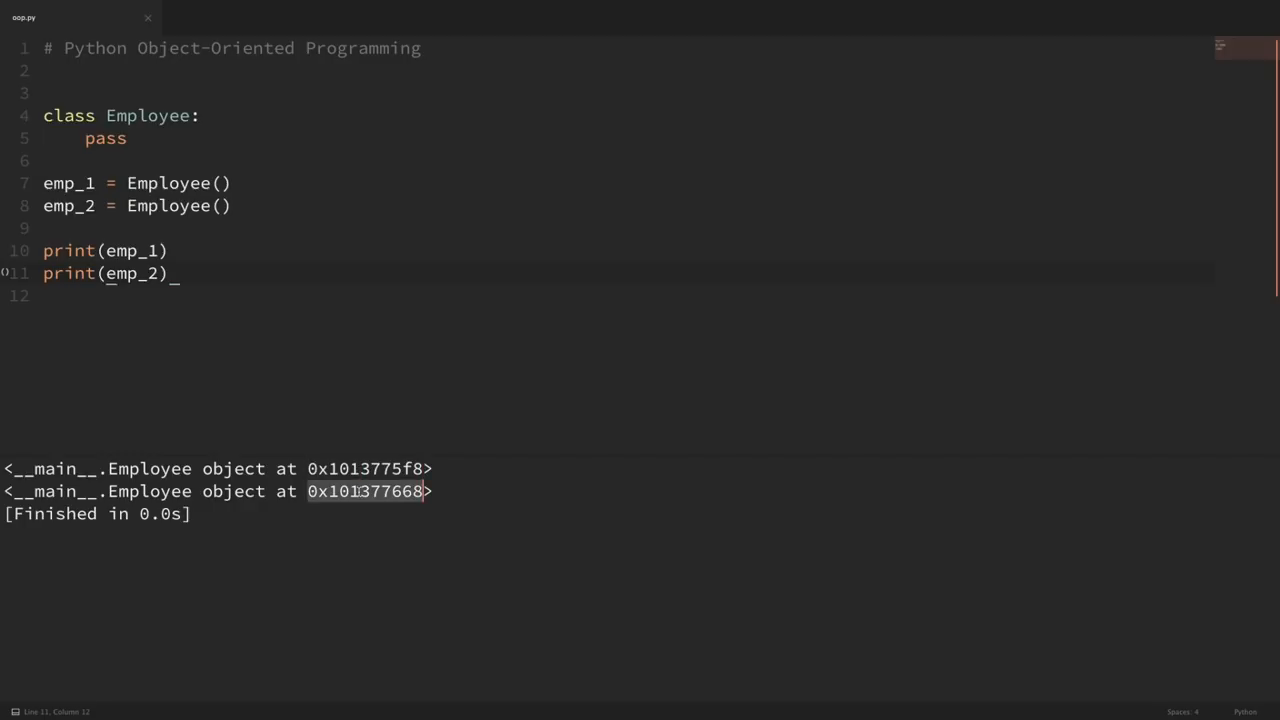 oop.py ×
1 # Python Object-Oriented Programming
2
3
4 class Employee:
5     pass
6
7 emp_1 = Employee()
8 emp_2 = Employee()
9
10 print(emp_1)
() 11 print(emp_2)_
12
<__main__.Employee object at 0x1013775f8>
<__main__.Employee object at 0x101377668>
[Finished in 0.0s]
Line 11, Column 12 Spaces: 4 Python